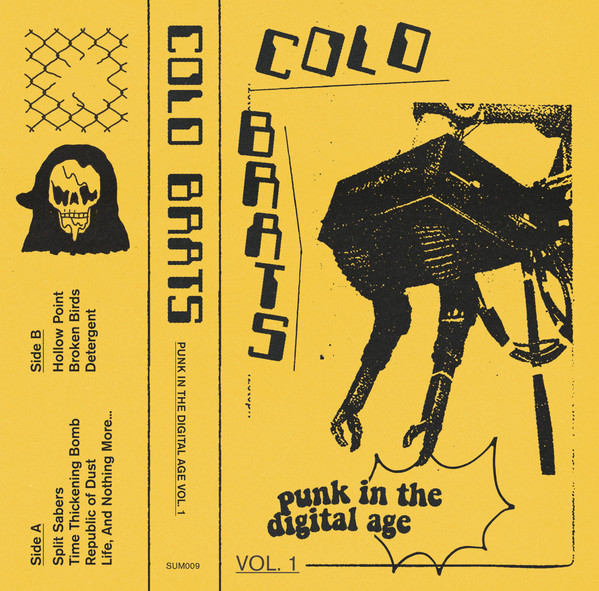 Side B
Hollow Point
Broken Birds
Detergent
Side A
Split Sabers
Time Thickening Bomb
Republic of Dust
Life, And Nothing More...
COLD BRATS
PUNK IN THE DIGITAL AGE VOL. 1
SUM009
COLD
BRATS
punk in the
digital age
VOL. 1